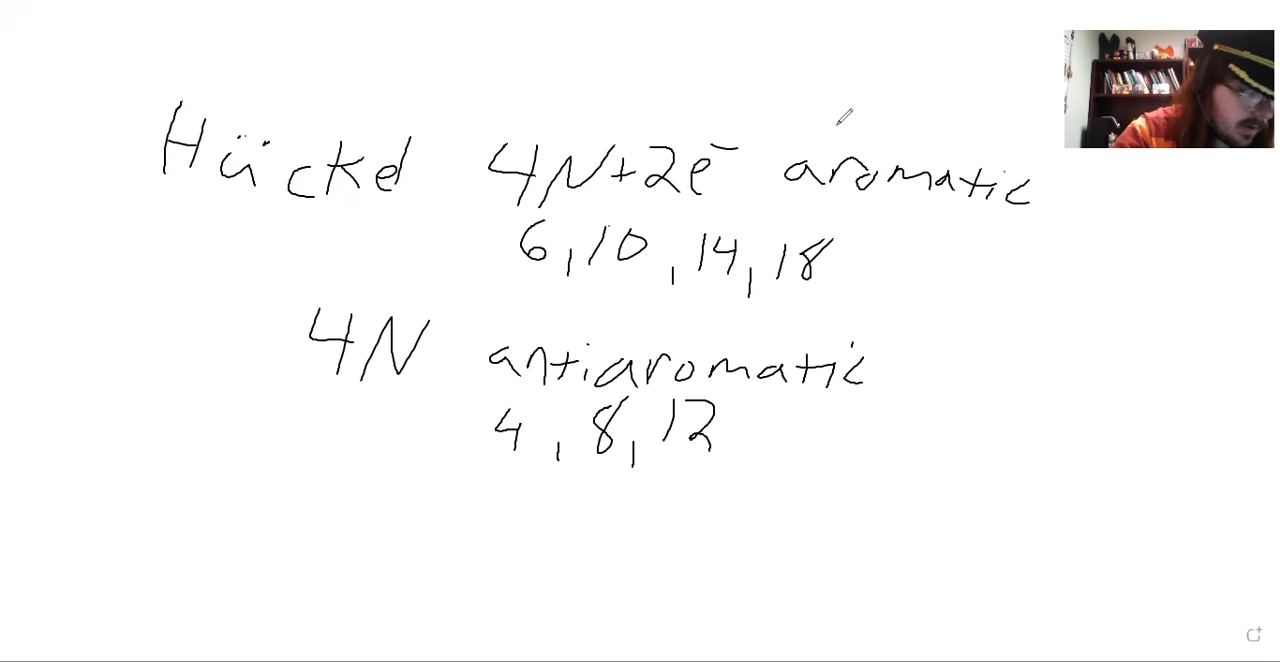 Hückel 4N+2e⁻ aromatic
6, 10, 14, 18
4N antiaromatic
4, 8, 12